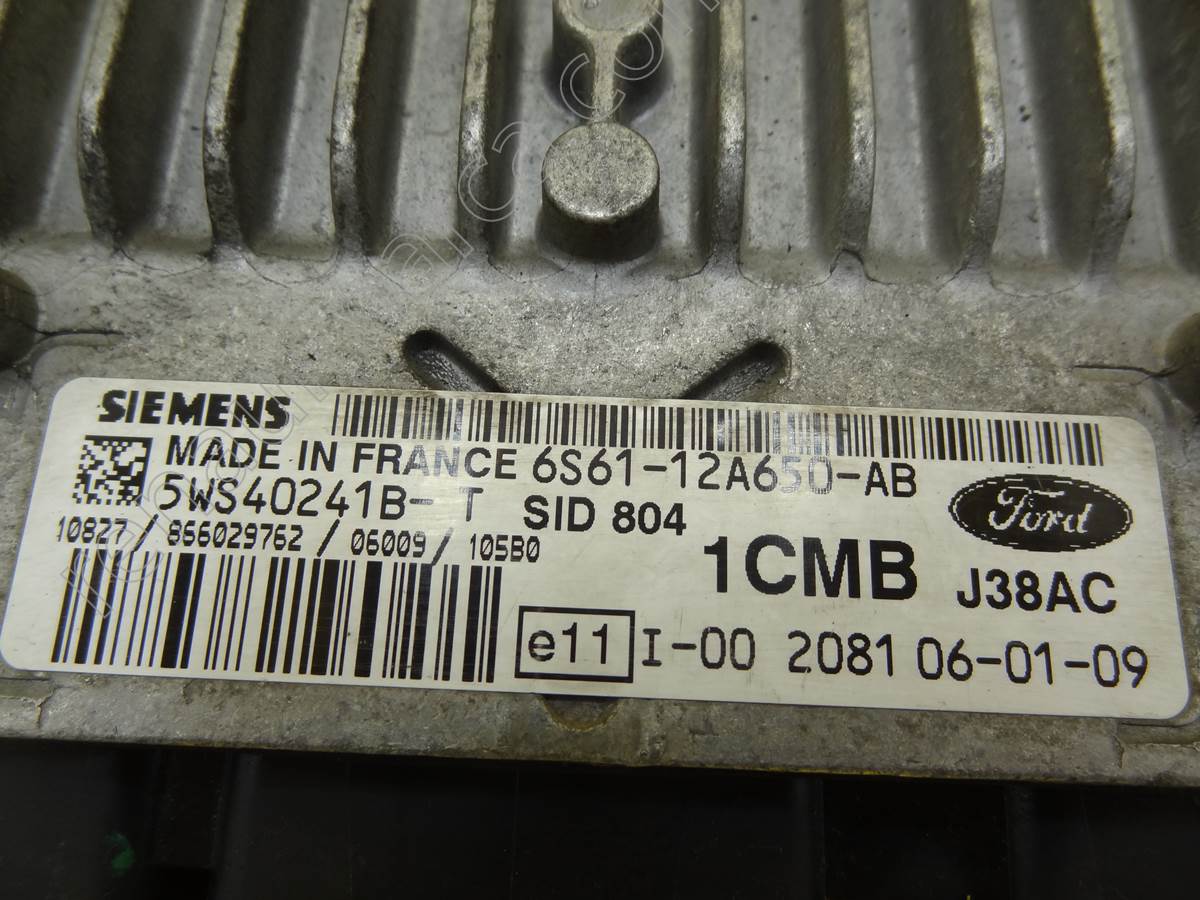 SIEMENS
MADE IN FRANCE 6S61-12A650-AB
5WS40241B- T SID 804
Ford
10827/866029762/06009/105B0
1CMB J38AC
e11 I-00 2081 06-01-09